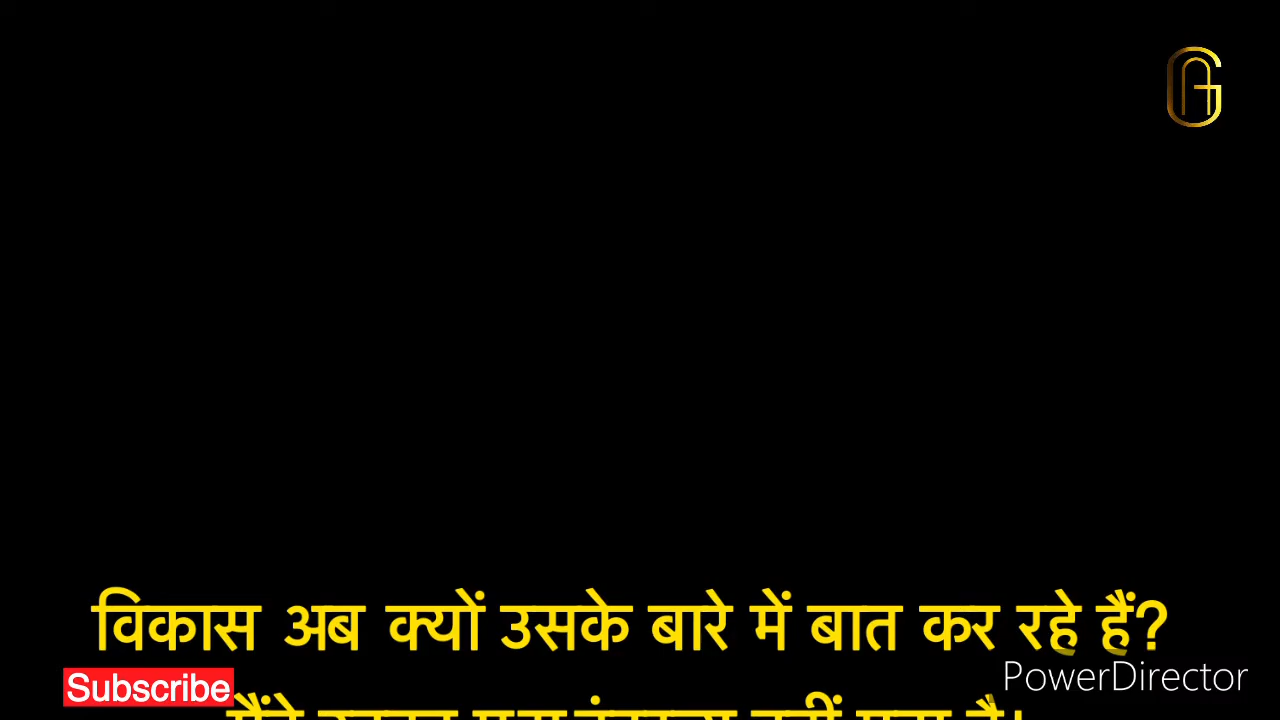 विकास अब क्यों उसके बारे में बात कर रहे हैं?
Subscribe
PowerDirector
मैंने